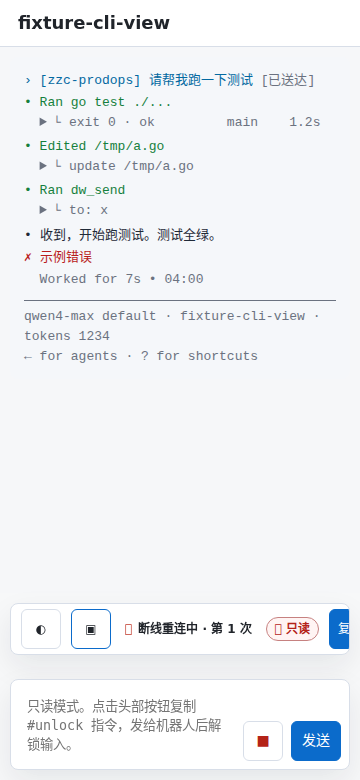 fixture-cli-view
› [zzc-prodops] 请帮我跑一下测试 [已送达]
• Ran go test ./...
▶ └ exit 0 · ok main 1.2s
• Edited /tmp/a.go
▶ └ update /tmp/a.go
• Ran dw_send
▶ └ to: x
• 收到，开始跑测试。测试全绿。
✗ 示例错误
Worked for 7s • 04:00
qwen4-max default · fixture-cli-view ·
tokens 1234
← for agents · ? for shortcuts
◐ ▣ 断线重连中 · 第 1 次 只读 复
只读模式。点击头部按钮复制
#unlock 指令，发给机器人后解
锁输入。
■ 发送